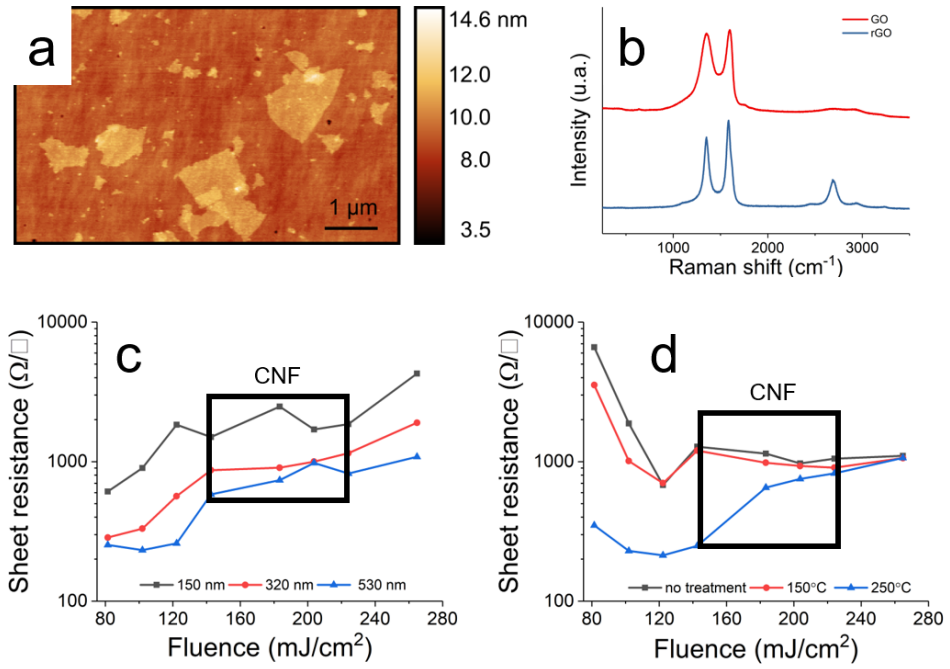 a
1 μm
14.6 nm
12.0
10.0
8.0
6.0
3.5
b
GO
rGO
Intensity (u.a.)
1000 2000 3000
Raman shift (cm⁻¹)
c
CNF
Sheet resistance (Ω/□)
10000
1000
100
150 nm 320 nm 530 nm
80 120 160 200 240 280
Fluence (mJ/cm²)
d
CNF
Sheet resistance (Ω/□)
10000
1000
100
no treatment 150°C 250°C
80 120 160 200 240 280
Fluence (mJ/cm²)